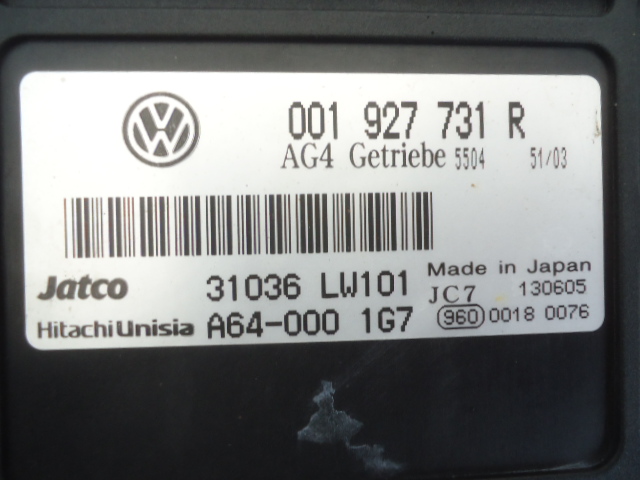 001 927 731 R
AG4 Getriebe 5504 51/03
Jatco 31036 LW101 Made in Japan
JC7 130605
HitachiUnisia A64-000 1G7 960 0018 0076